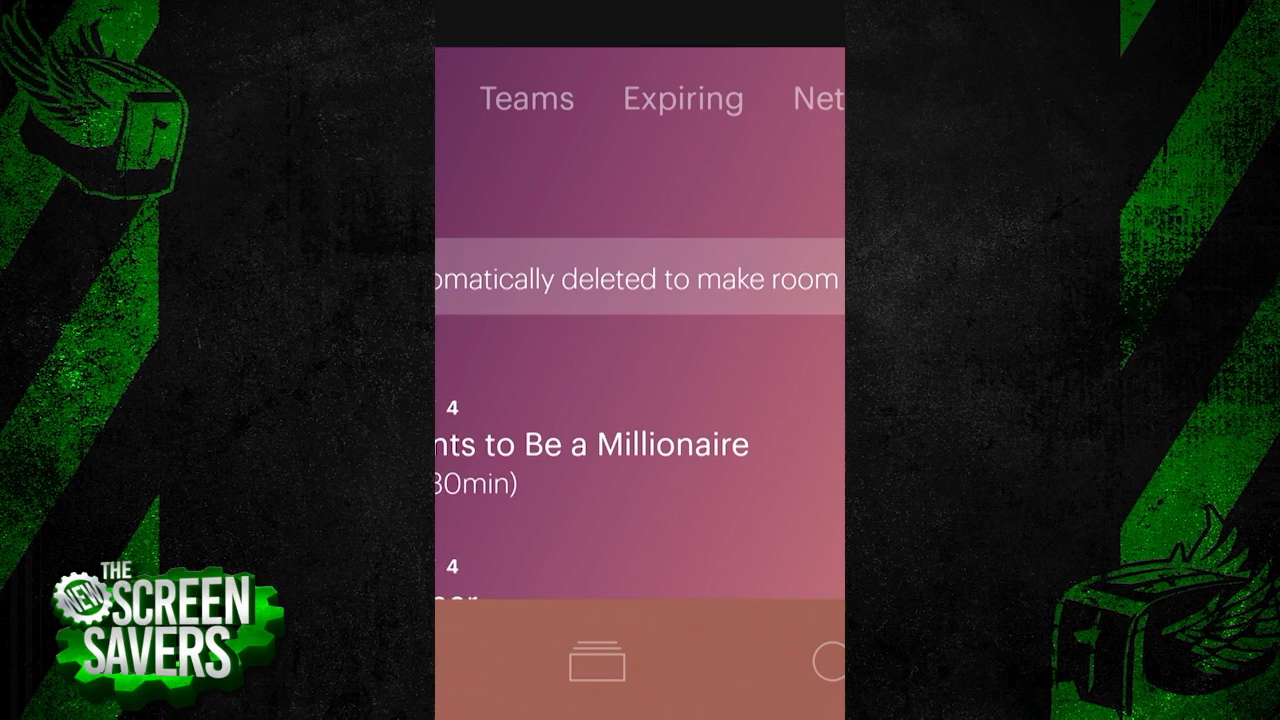 Teams Expiring Net
omatically deleted to make room
4
nts to Be a Millionaire
30min)
4
THE
NEW
SCREEN
SAVERS